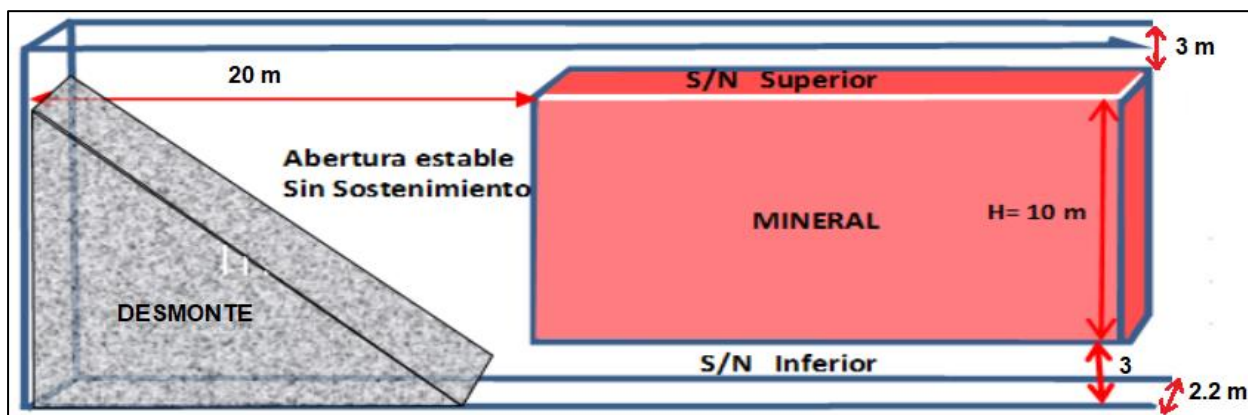 3 m
20 m
S/N Superior
Abertura estable
Sin Sostenimiento
MINERAL
H= 10 m
DESMONTE
S/N Inferior
3
2.2 m